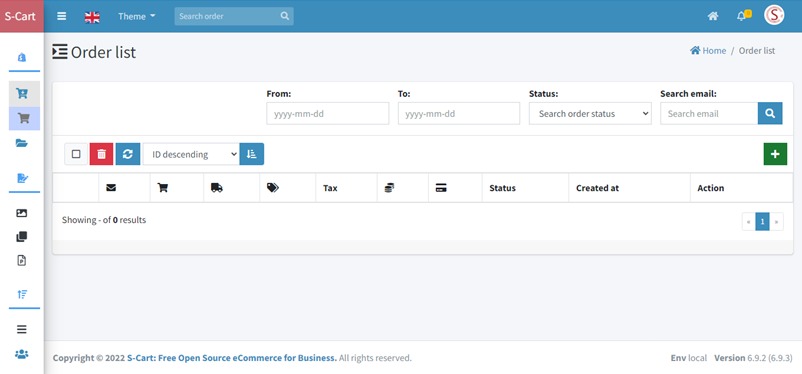 S-Cart
Theme
Search order
0
S
Order list
Home / Order list
From: To: Status: Search email:
yyyy-mm-dd yyyy-mm-dd Search order status Search email
ID descending
Tax Status Created at Action
Showing - of 0 results
« 1 »
Copyright © 2022 S-Cart: Free Open Source eCommerce for Business. All rights reserved.
Env local Version 6.9.2 (6.9.3)